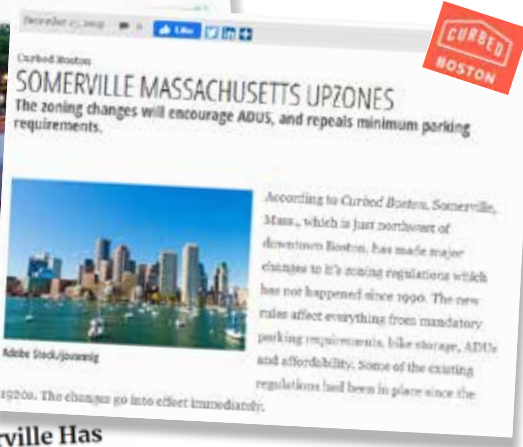 December 17, 2019 0 Like
CURBED
BOSTON
Curbed Boston
SOMERVILLE MASSACHUSETTS UPZONES
The zoning changes will encourage ADUS, and repeals minimum parking
requirements.
According to Curbed Boston, Somerville,
Mass., which is just northwest of
downtown Boston, has made major
changes to it's zoning regulations which
has not happened since 1990. The new
rules affect everything from mandatory
parking requirements, bike storage, ADUs
and affordability. Some of the existing
regulations had been in place since the
Adobe Stock/jovannig
1920s. The changes go into effect immediately.
rville Has